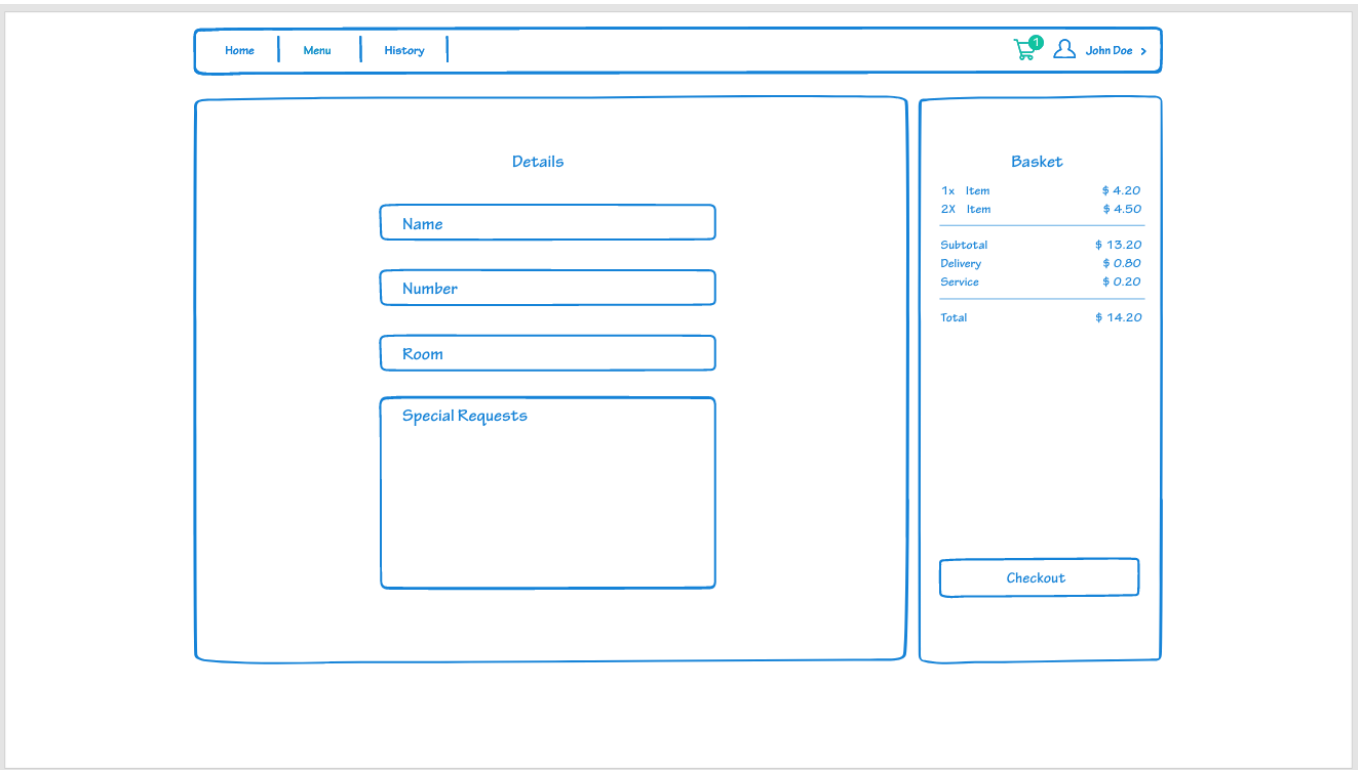 Home Menu History 1 John Doe >
Details
Name
Number
Room
Special Requests
Basket
1x Item $ 4.20
2X Item $ 4.50
Subtotal $ 13.20
Delivery $ 0.80
Service $ 0.20
Total $ 14.20
Checkout